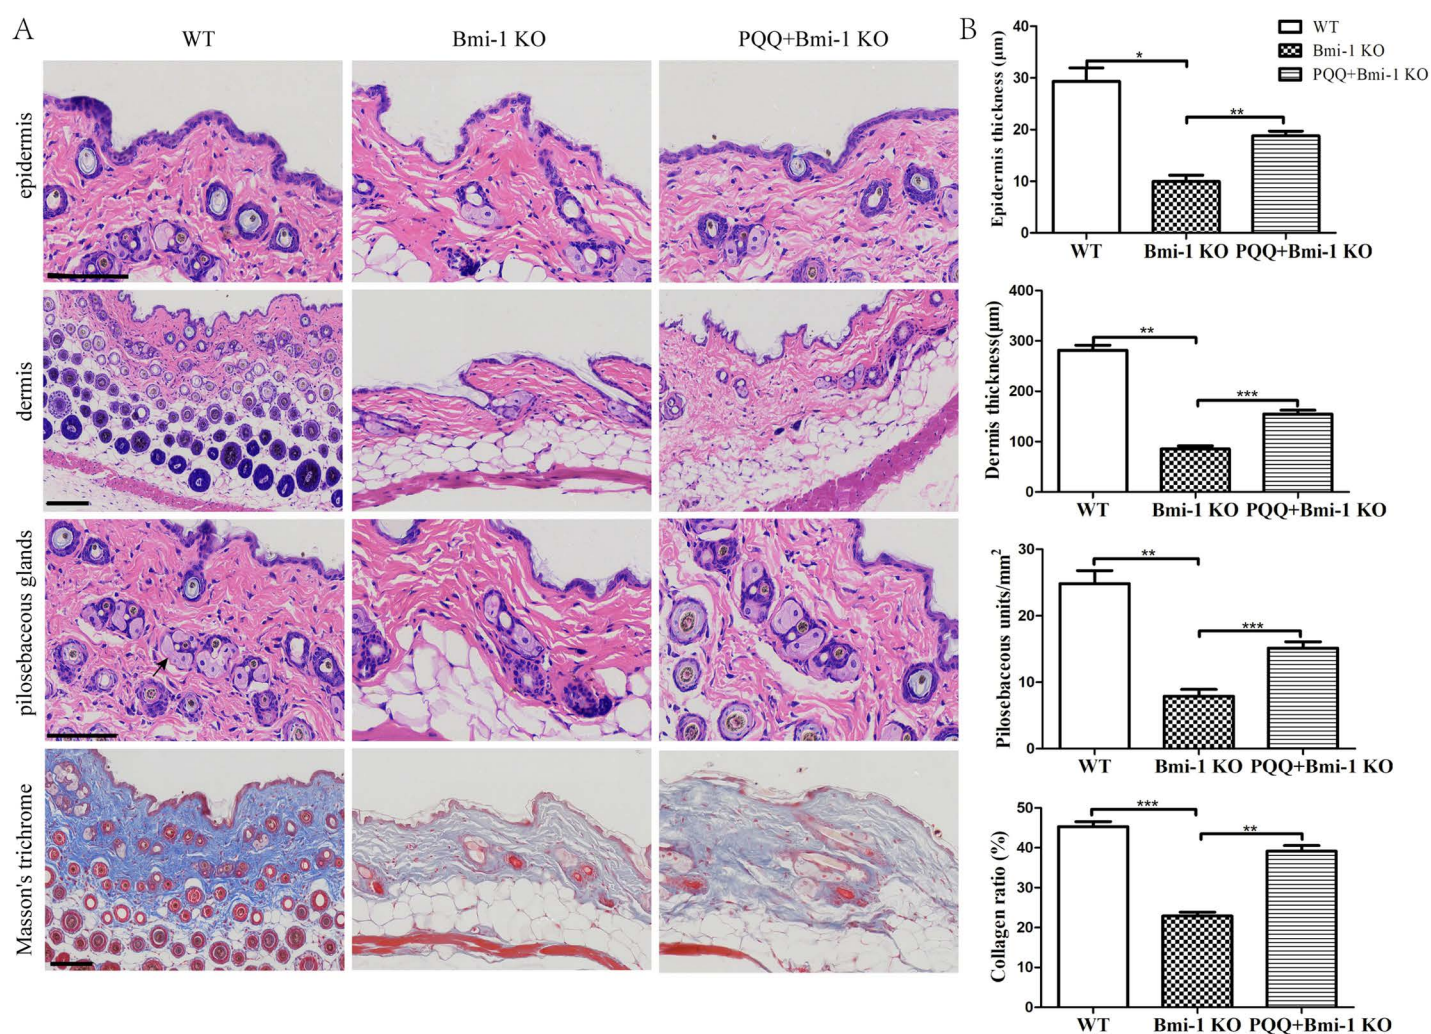 A
WT
Bmi-1 KO
PQQ+Bmi-1 KO
epidermis
dermis
pilosebaceous glands
Masson's trichrome
B
WT
Bmi-1 KO
PQQ+Bmi-1 KO
Epidermis thickness (μm)
40
30
20
10
0
*
**
WT
Bmi-1 KO
PQQ+Bmi-1 KO
Dermis thickness(μm)
400
300
200
100
0
**
***
WT
Bmi-1 KO
PQQ+Bmi-1 KO
Pilosebaceous units/mm²
30
20
10
0
**
***
WT
Bmi-1 KO
PQQ+Bmi-1 KO
Collagen ratio (%)
50
40
30
20
10
0
***
**
WT
Bmi-1 KO
PQQ+Bmi-1 KO